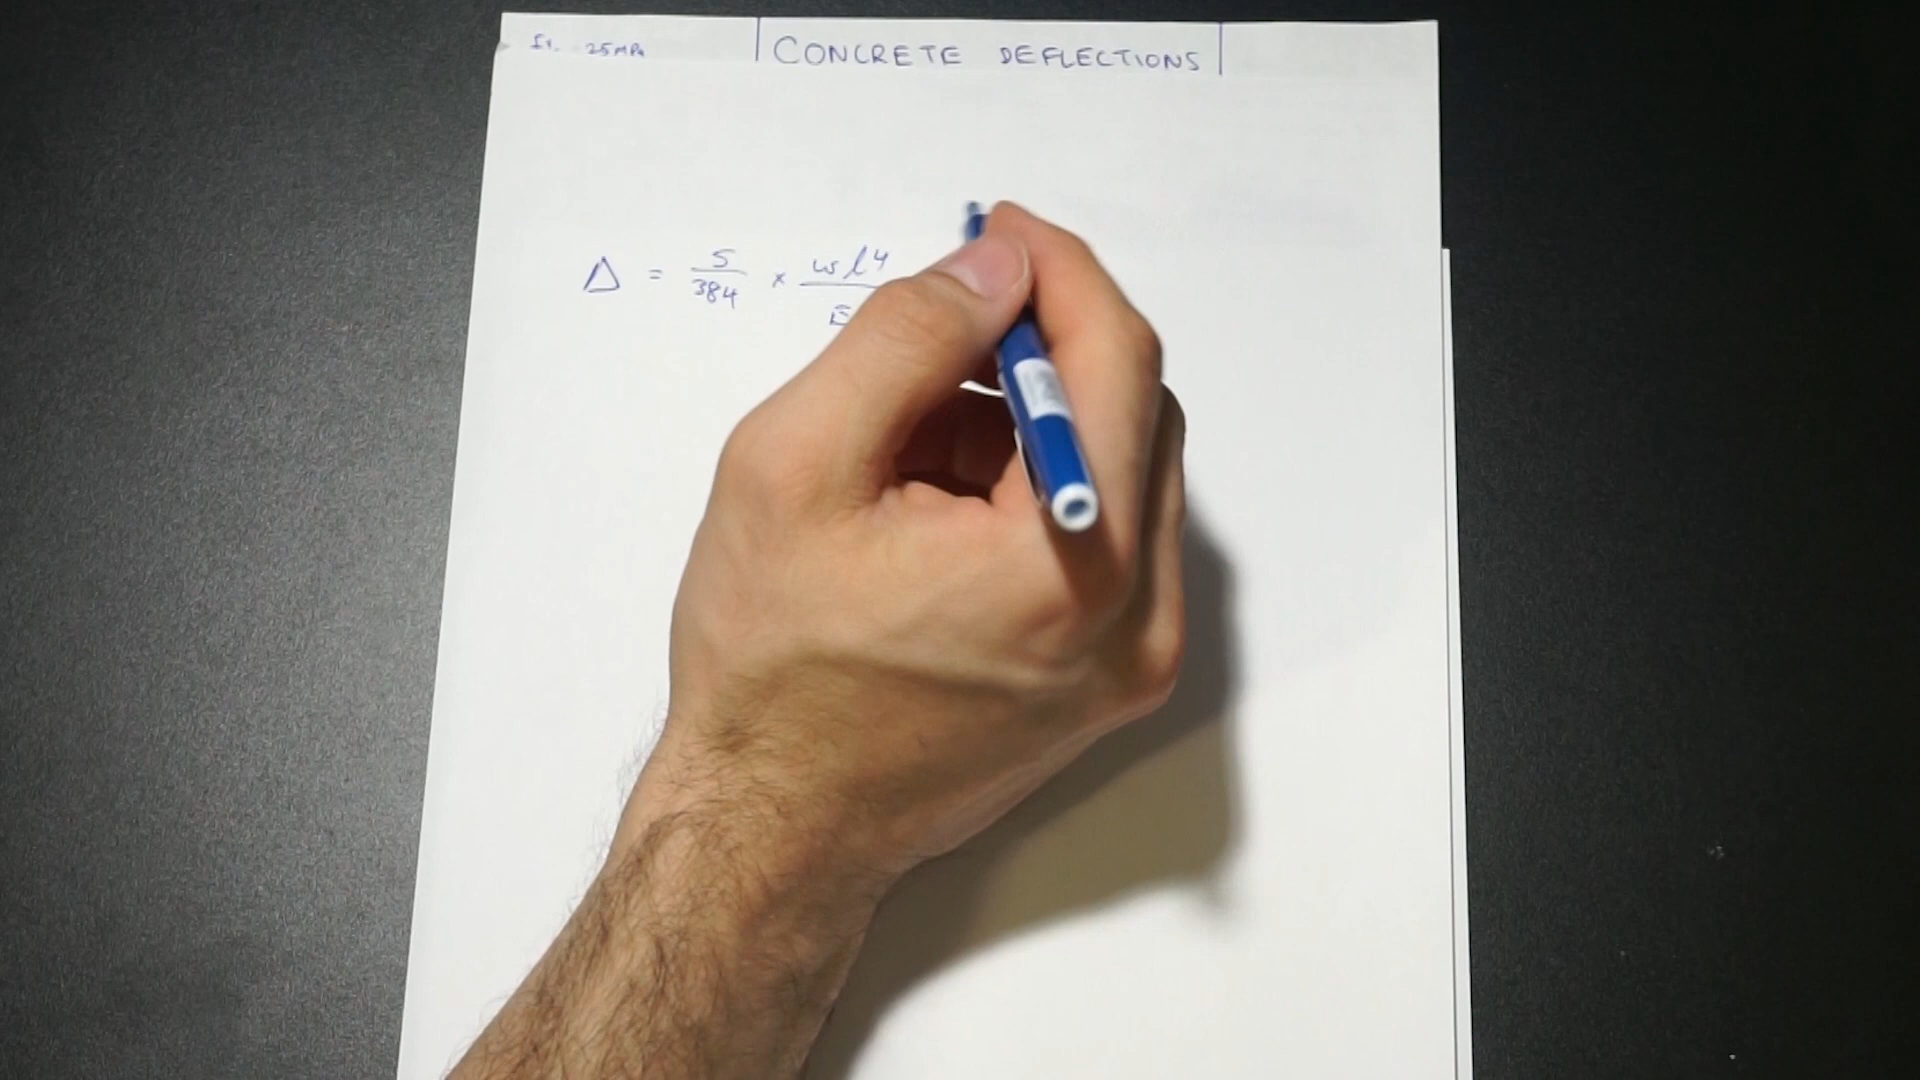 25MPa CONCRETE DEFLECTIONS
Δ = 5/384 × wl⁴/E